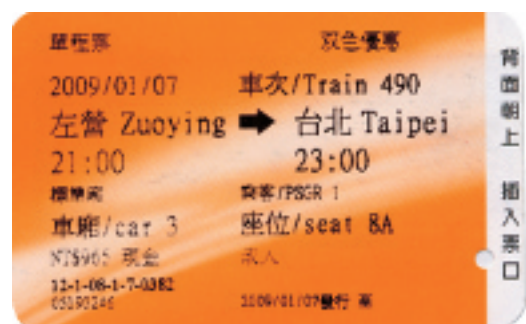 單程票 双色優惠
2009/01/07 車次/Train 490
左營 Zuoying ➡ 台北 Taipei
21:00 23:00
標準廂 乘客/PSGR 1
車廂/car 3 座位/seat 8A
NT$965 現金 成人
12-1-08-1-7-0382
05193246 2009/01/07發行
背面朝上 插入票口